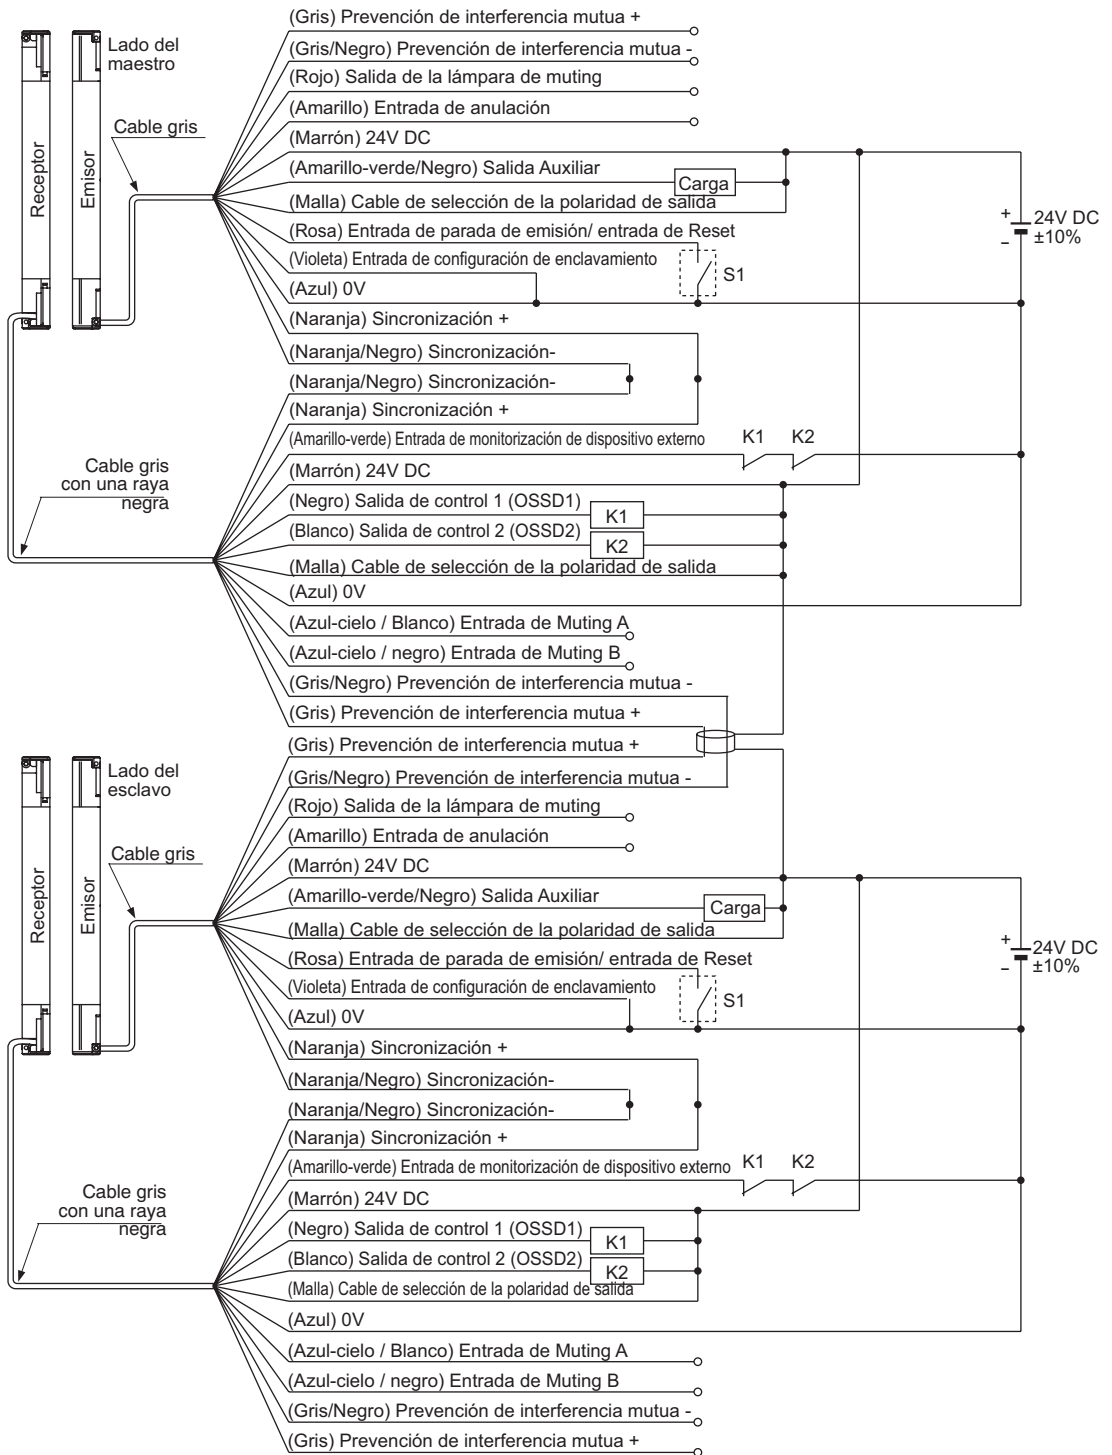 (Gris) Prevención de interferencia mutua +
Lado del
maestro
(Gris/Negro) Prevención de interferencia mutua -
(Rojo) Salida de la lámpara de muting
(Amarillo) Entrada de anulación
Cable gris
(Marrón) 24V DC
(Amarillo-verde/Negro) Salida Auxiliar
Carga
Receptor
Emisor
(Malla) Cable de selección de la polaridad de salida
+
24V DC
±10%
-
(Rosa) Entrada de parada de emisión/ entrada de Reset
(Violeta) Entrada de configuración de enclavamiento
S1
(Azul) 0V
(Naranja) Sincronización +
(Naranja/Negro) Sincronización-
(Naranja/Negro) Sincronización-
(Naranja) Sincronización +
(Amarillo-verde) Entrada de monitorización de dispositivo externo
K1
K2
Cable gris
con una raya
negra
(Marrón) 24V DC
(Negro) Salida de control 1 (OSSD1)
K1
(Blanco) Salida de control 2 (OSSD2)
K2
(Malla) Cable de selección de la polaridad de salida
(Azul) 0V
(Azul-cielo / Blanco) Entrada de Muting A
(Azul-cielo / negro) Entrada de Muting B
(Gris/Negro) Prevención de interferencia mutua -
(Gris) Prevención de interferencia mutua +
(Gris) Prevención de interferencia mutua +
Lado del
esclavo
(Gris/Negro) Prevención de interferencia mutua -
(Rojo) Salida de la lámpara de muting
(Amarillo) Entrada de anulación
Cable gris
(Marrón) 24V DC
(Amarillo-verde/Negro) Salida Auxiliar
Carga
Receptor
Emisor
(Malla) Cable de selección de la polaridad de salida
+
24V DC
±10%
-
(Rosa) Entrada de parada de emisión/ entrada de Reset
(Violeta) Entrada de configuración de enclavamiento
S1
(Azul) 0V
(Naranja) Sincronización +
(Naranja/Negro) Sincronización-
(Naranja/Negro) Sincronización-
(Naranja) Sincronización +
(Amarillo-verde) Entrada de monitorización de dispositivo externo
K1
K2
Cable gris
con una raya
negra
(Marrón) 24V DC
(Negro) Salida de control 1 (OSSD1)
K1
(Blanco) Salida de control 2 (OSSD2)
K2
(Malla) Cable de selección de la polaridad de salida
(Azul) 0V
(Azul-cielo / Blanco) Entrada de Muting A
(Azul-cielo / negro) Entrada de Muting B
(Gris/Negro) Prevención de interferencia mutua -
(Gris) Prevención de interferencia mutua +